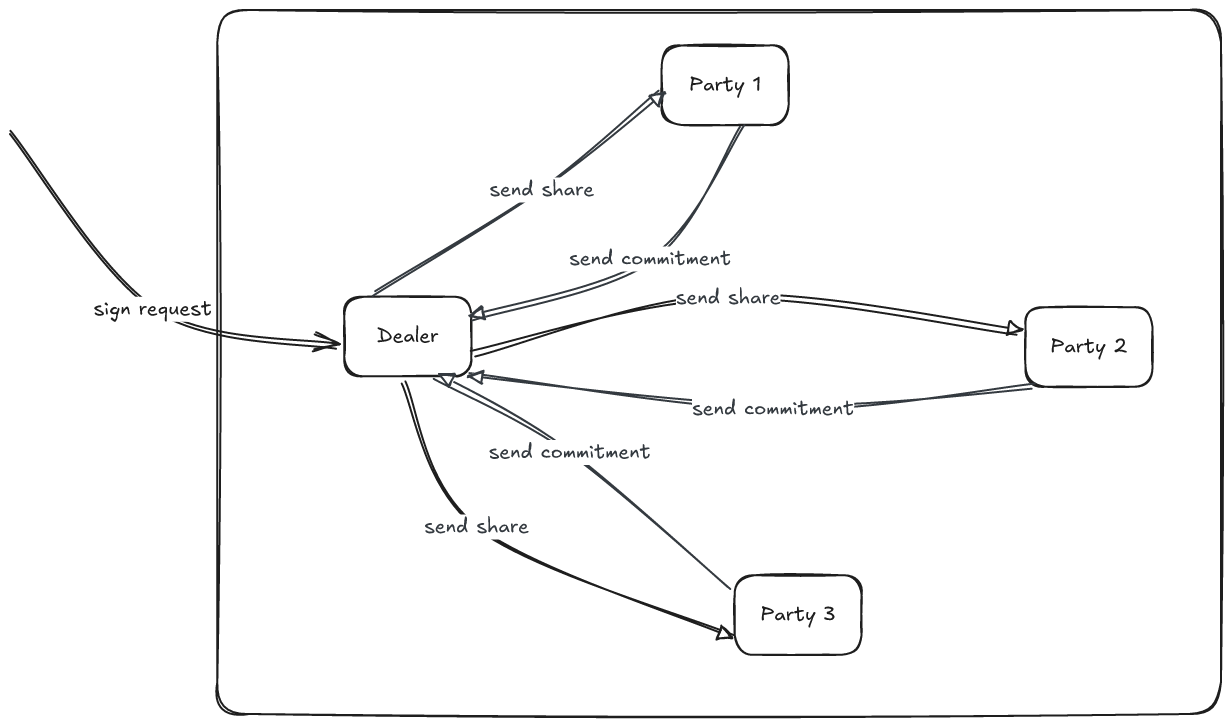 Party 1
send share
send commitment
send share
sign request
Dealer
Party 2
send commitment
send commitment
send share
Party 3